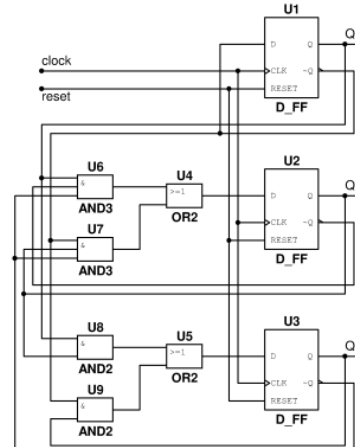 U1
D Q Q
clock
CLK ~Q
reset
RESET
D_FF
U6
&
AND3
U4
>=1
OR2
U2
D Q Q
CLK ~Q
RESET
D_FF
U7
&
AND3
U8
&
AND2
U5
>=1
OR2
U3
D Q Q
CLK ~Q
RESET
D_FF
U9
&
AND2